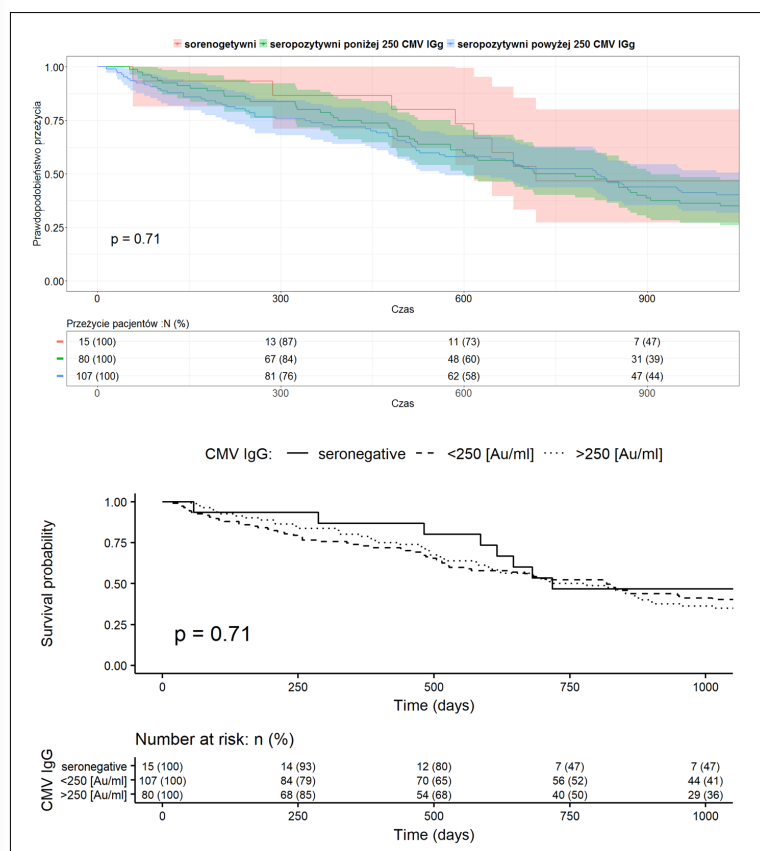 sorenogetywni seropozytywni poniżej 250 CMV IGg seropozytywni powyżej 250 CMV IGg
1.00
0.75
0.50
0.25
0.00
Prawdopodobieństwo przeżycia
p = 0.71
0 300 600 900
Czas
Przeżycie pacjentów :N (%)
15 (100) 13 (87) 11 (73) 7 (47)
80 (100) 67 (84) 48 (60) 31 (39)
107 (100) 81 (76) 62 (58) 47 (44)
0 300 600 900
Czas
CMV IgG: seronegative <250 [Au/ml] >250 [Au/ml]
1.00
0.75
0.50
0.25
0.00
Survival probability
p = 0.71
0 250 500 750 1000
Time (days)
Number at risk: n (%)
CMV IgG
seronegative 15 (100) 14 (93) 12 (80) 7 (47) 7 (47)
<250 [Au/ml] 107 (100) 84 (79) 70 (65) 56 (52) 44 (41)
>250 [Au/ml] 80 (100) 68 (85) 54 (68) 40 (50) 29 (36)
0 250 500 750 1000
Time (days)